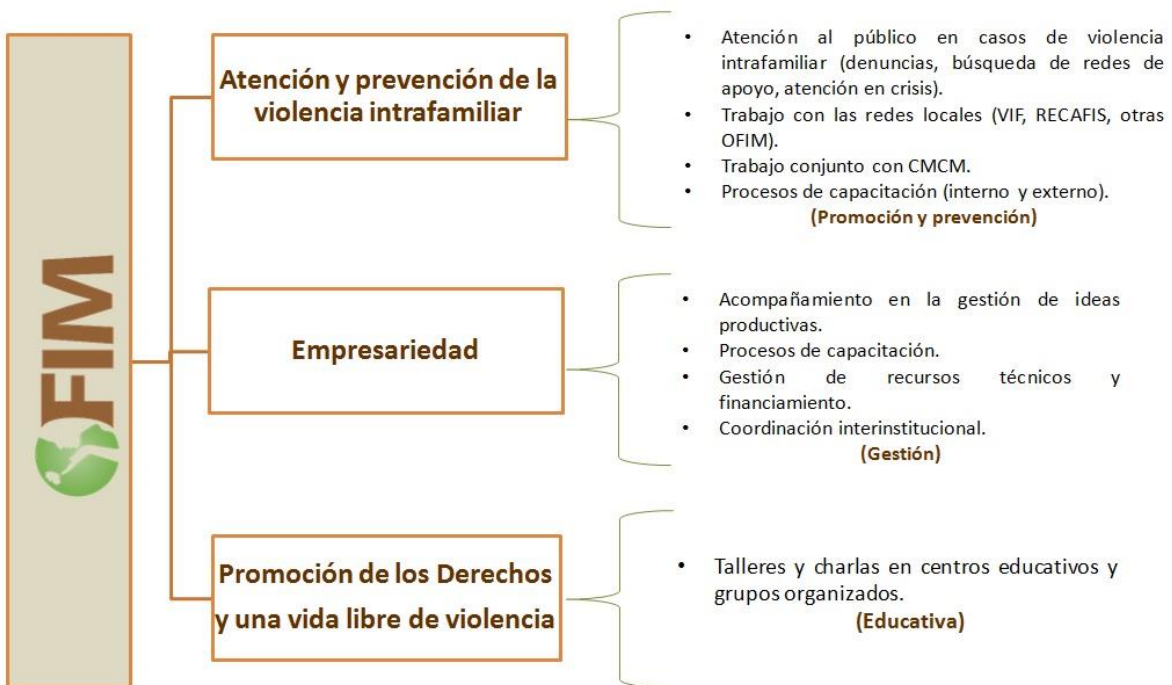 OFIM
Atención y prevención de la
violencia intrafamiliar
• Atención al público en casos de violencia
intrafamiliar (denuncias, búsqueda de redes de
apoyo, atención en crisis).
• Trabajo con las redes locales (VIF, RECAFIS, otras
OFIM).
• Trabajo conjunto con CMCM.
• Procesos de capacitación (interno y externo).
(Promoción y prevención)
Empresariedad
• Acompañamiento en la gestión de ideas
productivas.
• Procesos de capacitación.
• Gestión de recursos técnicos y
financiamiento.
• Coordinación interinstitucional.
(Gestión)
Promoción de los Derechos
y una vida libre de violencia
• Talleres y charlas en centros educativos y
grupos organizados.
(Educativa)